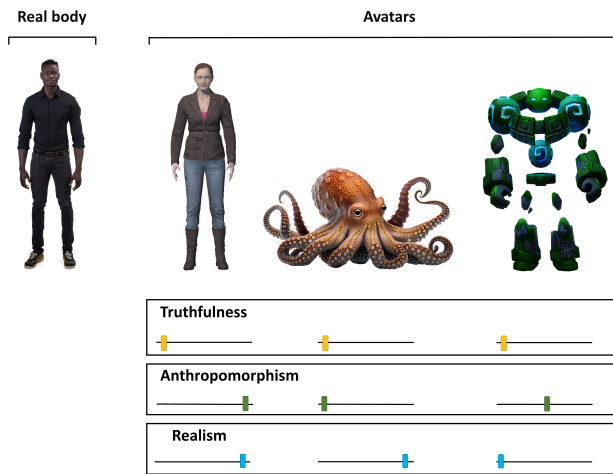 Real body
Avatars
Truthfulness
Anthropomorphism
Realism